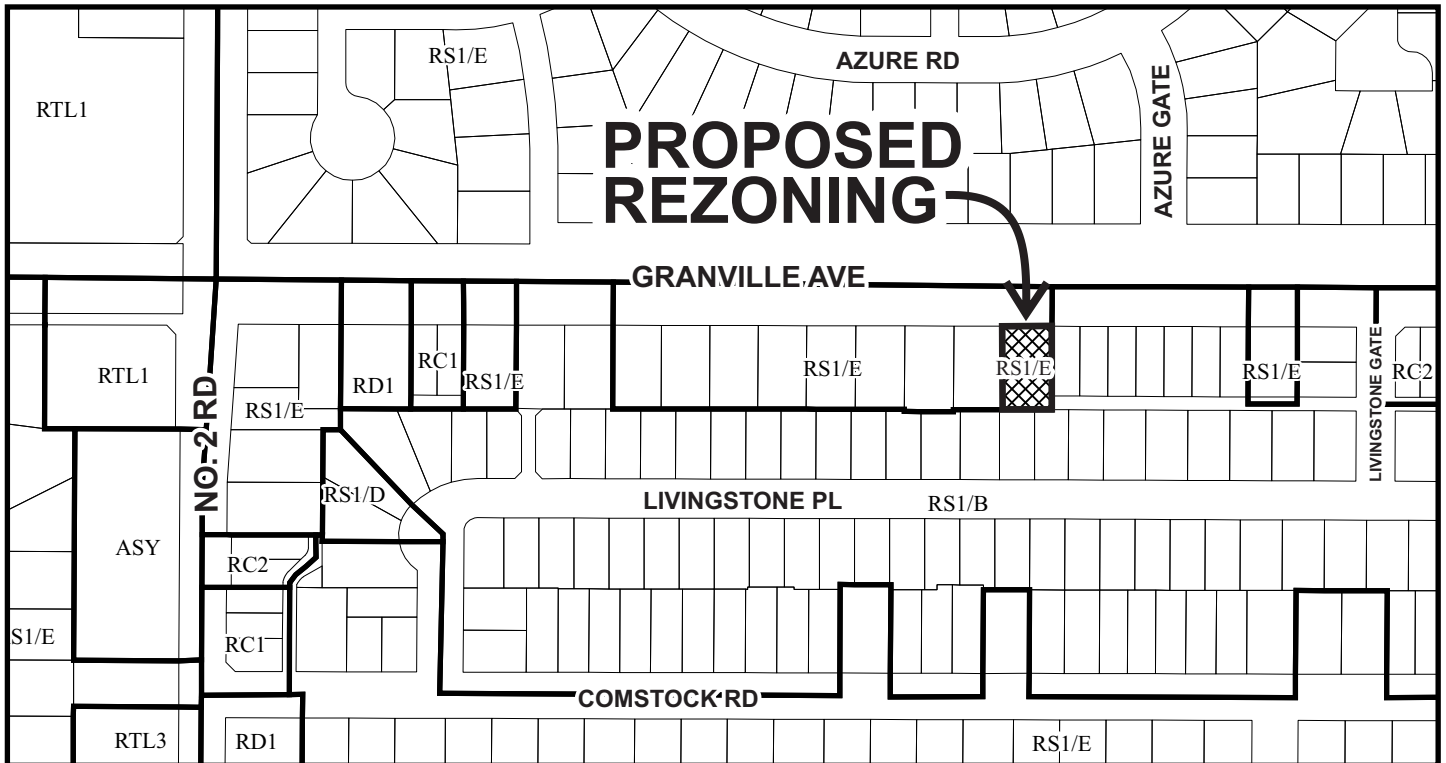 RS1/E
AZURE RD
RTL1
AZURE GATE
PROPOSED
REZONING
GRANVILLE AVE
RTL1
RS1/E
RD1
RC1
RS1/E
RS1/E
RS1/E
RS1/E
LIVINGSTONE GATE
RC2
NO. 2 RD
RS1/D
LIVINGSTONE PL
RS1/B
ASY
RC2
S1/E
RC1
COMSTOCK RD
RTL3
RD1
RS1/E